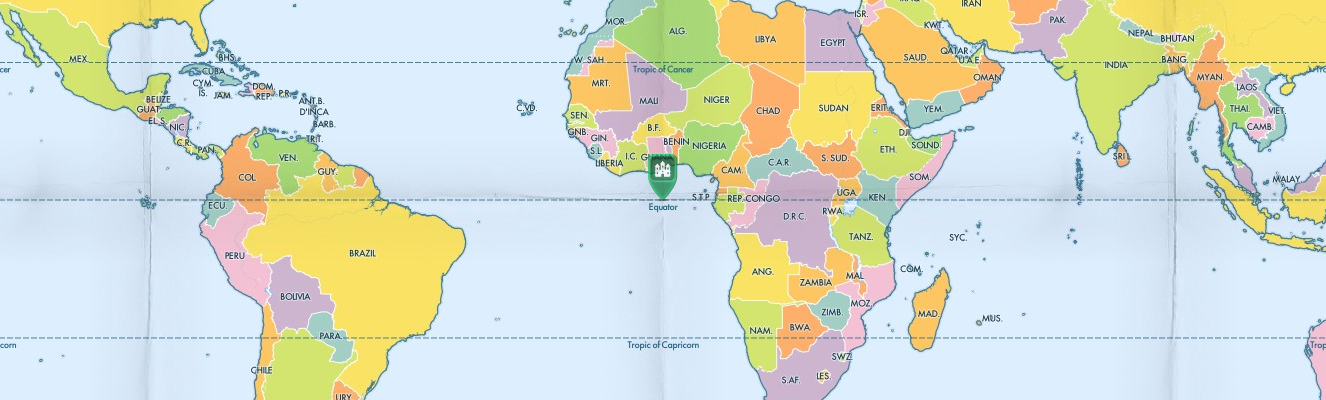 IRAN
MOR.
ISR.
PAK.
KWT.
ALG.
LIBYA
EGYPT
NEPAL
BHUTAN
QATAR
U.A.E.
MEX.
BHS.
W. SAH
SAUD.
INDIA
BANG.
CUBA
Tropic of Cancer
OMAN
MYAN.
CYM.
IS.
JAM.
DOM.
REP.
P.R.
MRT.
LAOS
BELIZE
ANT.B.
MALI
NIGER
CHAD
SUDAN
ERIT.
YEM.
GUAT.
D'INCA
C.VD.
THAI.
VIET.
EL S.
NIC.
BARB.
SEN.
GNB.
GIN.
B.F.
DJI.
CAMB.
C.R.
PAN.
TRIT.
S.L.
BENIN
NIGERIA
ETH.
SOUND.
LIBERIA
I.C.
VEN.
C.A.R.
S. SUD.
SRI L.
GUY.
COL
CAM.
SOM.
MALAY.
ECU.
S.T.P
REP.CONGO
UGA.
KEN.
Equator
RWA.
D.R.C.
PERU
BRAZIL
TANZ.
SYC.
ANG.
COM.
MAL
BOLIVIA
ZAMBIA
MOZ.
ZIMB.
MAD.
MUS.
PARA.
NAM.
BWA.
corn
Tropic of Capricorn
SWZ.
CHILE
S.AF.
LES.
URY.